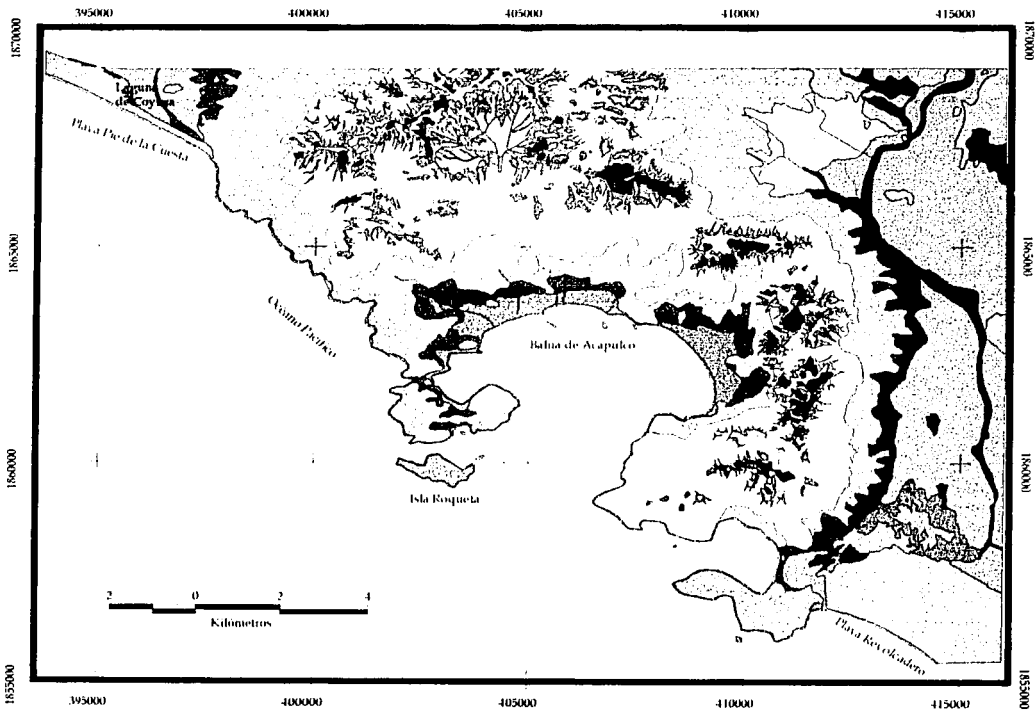 395000 400000 405000 410000 415000
1870000 1870000
Laguna
de Coyuca
Playa Pie de la Cuesta
1865000 1865000
Océano Pacífico
Bahía de Acapulco
1860000 1860000
Isla Roqueta
2 0 2 4
Kilómetros
Playa Revolcadero
1855000 1855000
395000 400000 405000 410000 415000